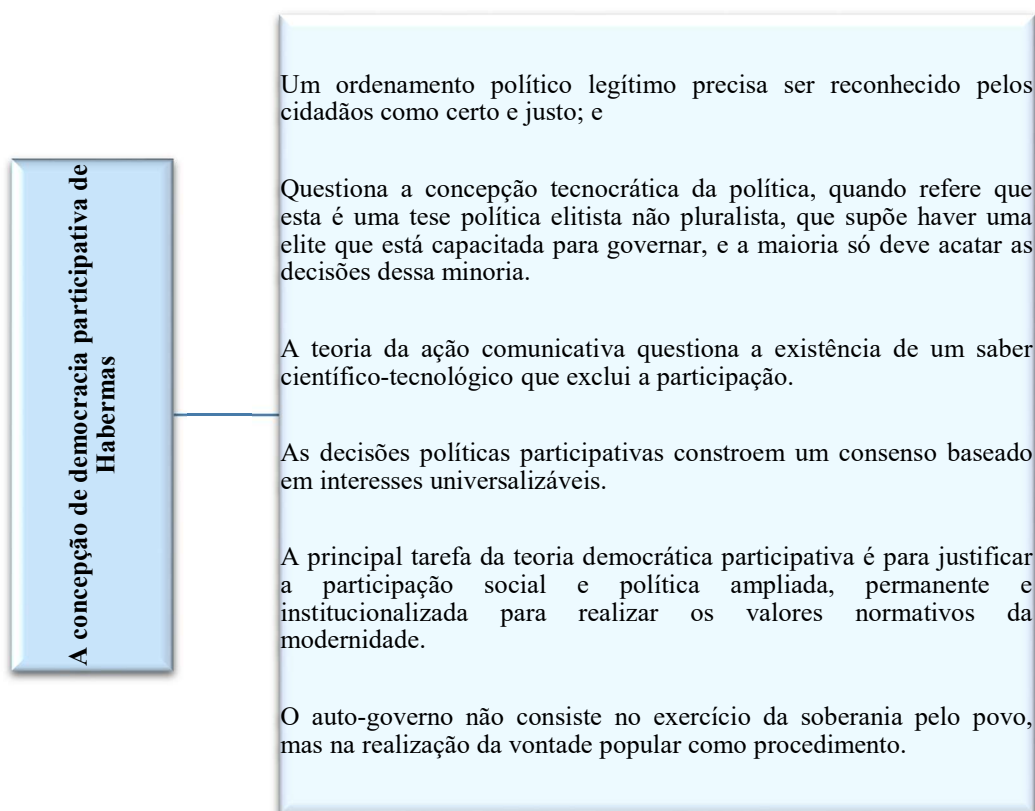 A concepção de democracia participativa de
Habermas
Um ordenamento político legítimo precisa ser reconhecido pelos
cidadãos como certo e justo; e
Questiona a concepção tecnocrática da política, quando refere que
esta é uma tese política elitista não pluralista, que supõe haver uma
elite que está capacitada para governar, e a maioria só deve acatar as
decisões dessa minoria.
A teoria da ação comunicativa questiona a existência de um saber
científico-tecnológico que exclui a participação.
As decisões políticas participativas constroem um consenso baseado
em interesses universalizáveis.
A principal tarefa da teoria democrática participativa é para justificar
a participação social e política ampliada, permanente e
institucionalizada para realizar os valores normativos da
modernidade.
O auto-governo não consiste no exercício da soberania pelo povo,
mas na realização da vontade popular como procedimento.